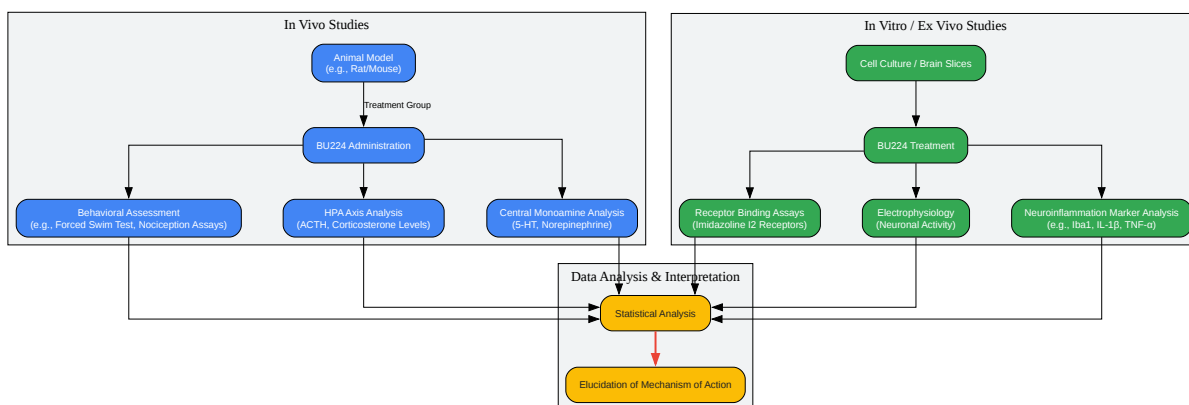 In Vivo Studies
Animal Model
(e.g., Rat/Mouse)
Treatment Group
BU224 Administration
Behavioral Assessment
(e.g., Forced Swim Test, Nociception Assays)
HPA Axis Analysis
(ACTH, Corticosterone Levels)
Central Monoamine Analysis
(5-HT, Norepinephrine)
In Vitro / Ex Vivo Studies
Cell Culture / Brain Slices
BU224 Treatment
Receptor Binding Assays
(Imidazoline I2 Receptors)
Electrophysiology
(Neuronal Activity)
Neuroinflammation Marker Analysis
(e.g., Iba1, IL-1β, TNF-α)
Data Analysis & Interpretation
Statistical Analysis
Elucidation of Mechanism of Action